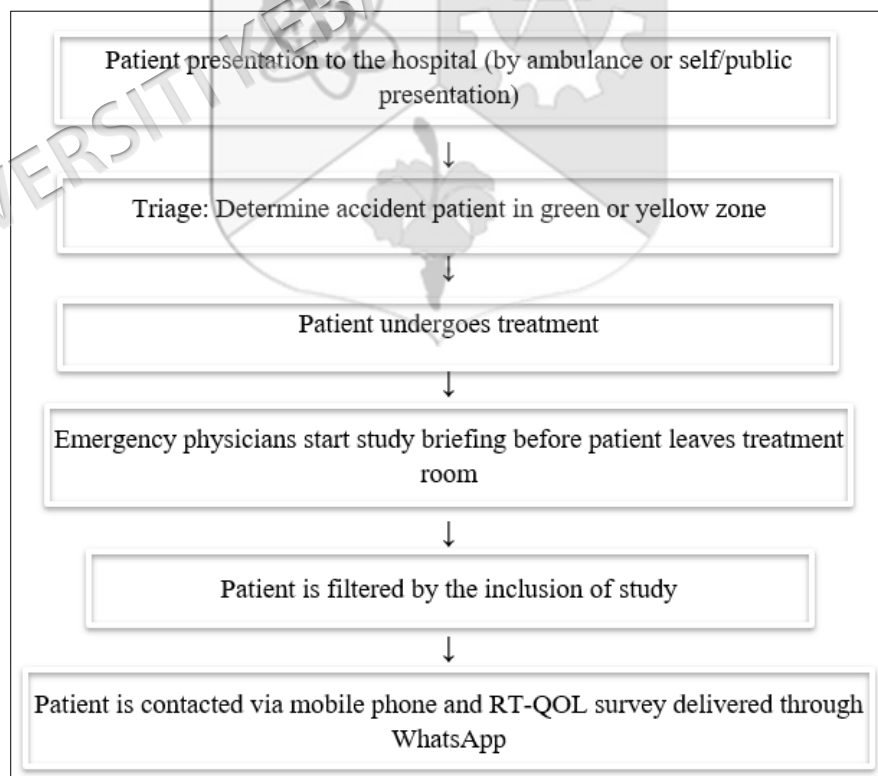 Patient presentation to the hospital (by ambulance or self/public
presentation)
↓
Triage: Determine accident patient in green or yellow zone
↓
Patient undergoes treatment
↓
Emergency physicians start study briefing before patient leaves treatment
room
↓
Patient is filtered by the inclusion of study
↓
Patient is contacted via mobile phone and RT-QOL survey delivered through
WhatsApp